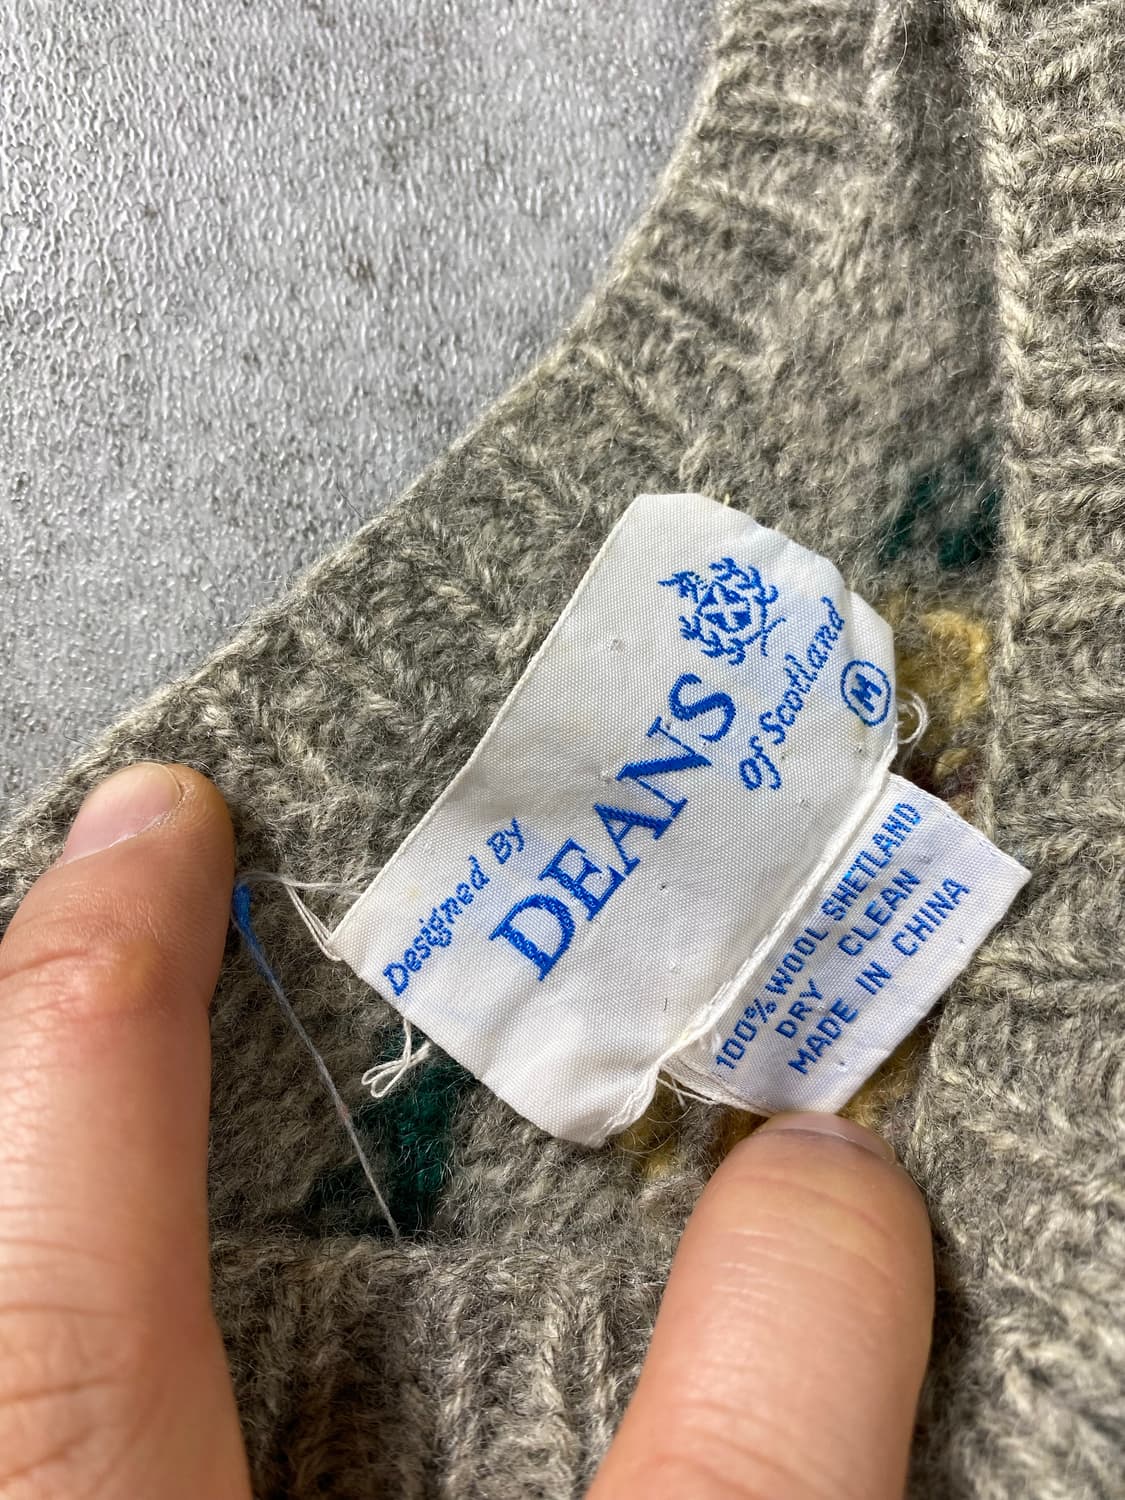 Designed By
DEANS
of Scotland
M
100% WOOL SHETLAND
DRY CLEAN
MADE IN CHINA